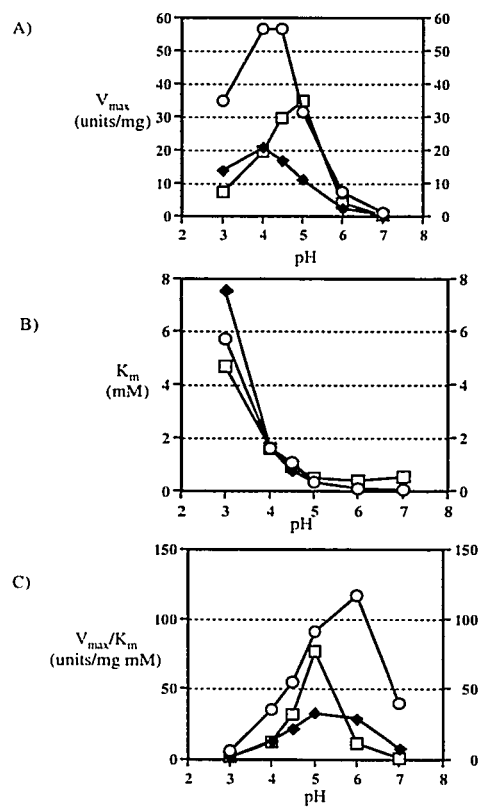 A)
V_max
(units/mg)
60 60
50 50
40 40
30 30
20 20
10 10
0 0
2 3 4 5 6 7 8
pH
B)
K_m
(mM)
8 8
6 6
4 4
2 2
0 0
2 3 4 5 6 7 8
pH
C)
V_max/K_m
(units/mg mM)
150 150
100 100
50 50
0 0
2 3 4 5 6 7 8
pH